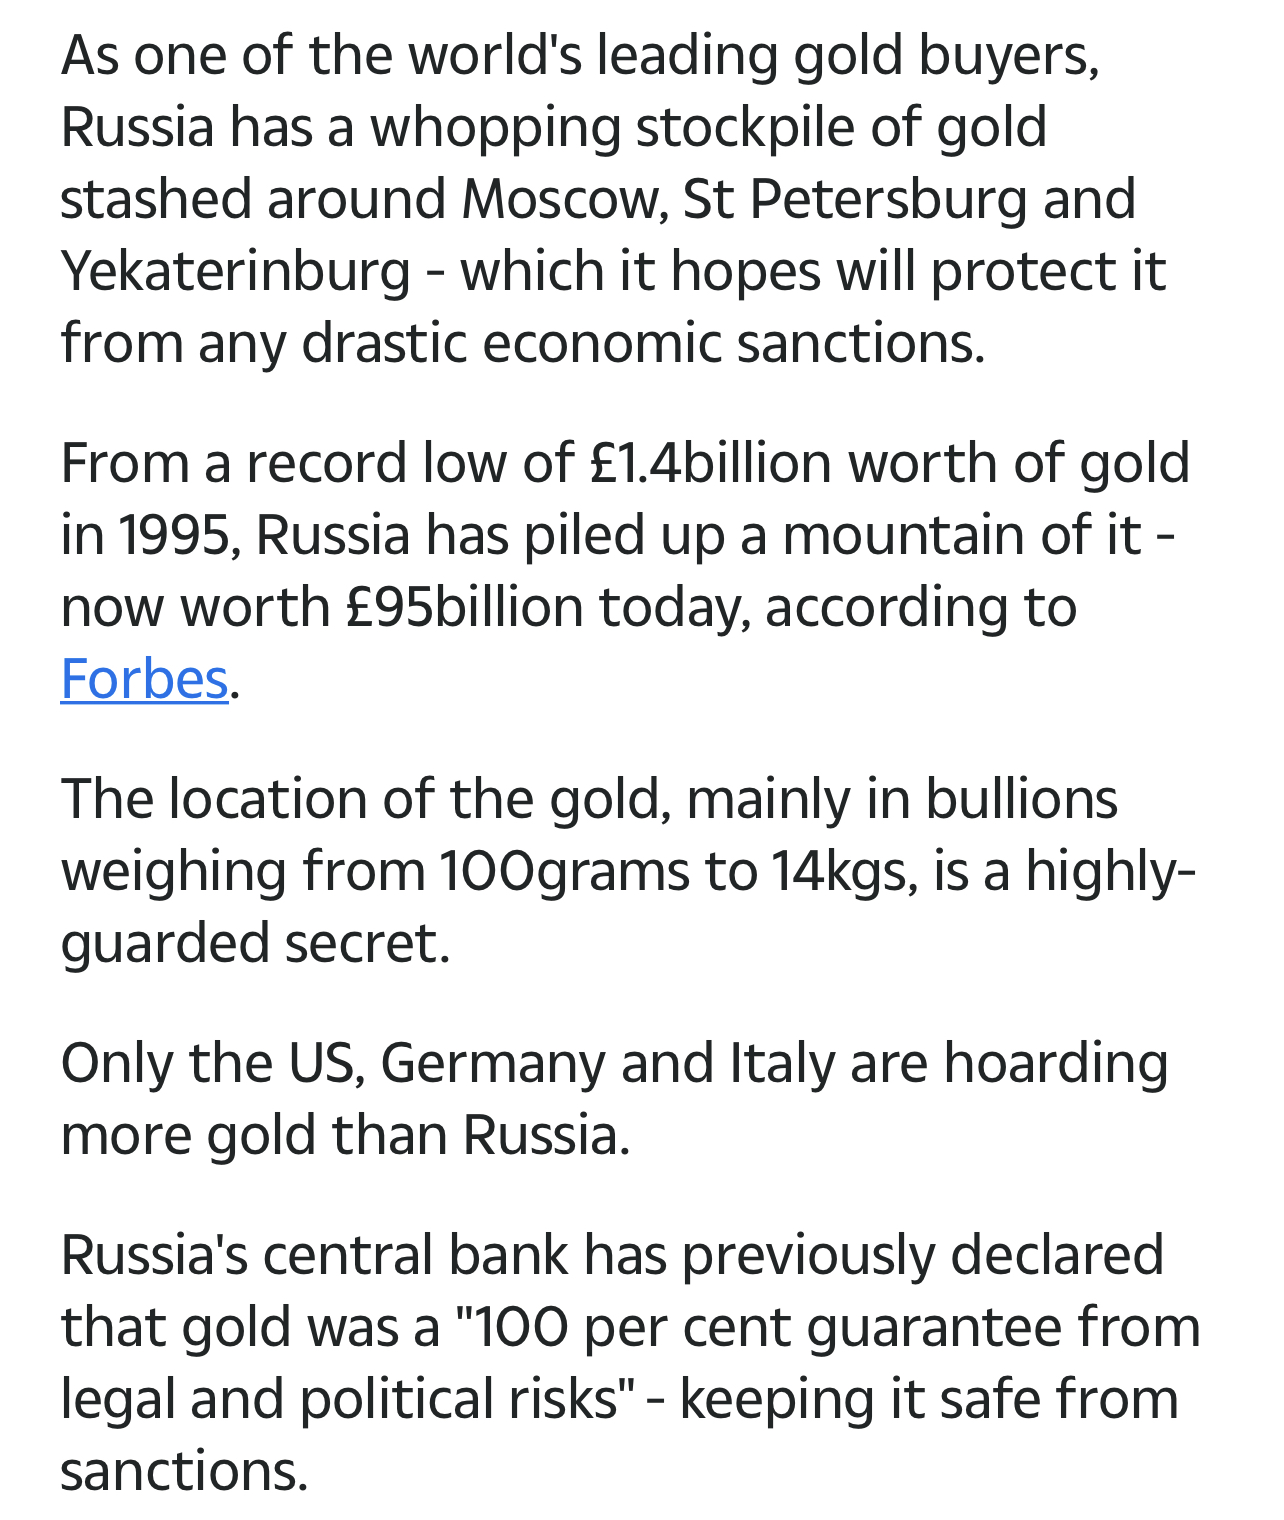 As one of the world's leading gold buyers,
Russia has a whopping stockpile of gold
stashed around Moscow, St Petersburg and
Yekaterinburg - which it hopes will protect it
from any drastic economic sanctions.
From a record low of £1.4billion worth of gold
in 1995, Russia has piled up a mountain of it -
now worth £95billion today, according to
Forbes.
The location of the gold, mainly in bullions
weighing from 100grams to 14kgs, is a highly-
guarded secret.
Only the US, Germany and Italy are hoarding
more gold than Russia.
Russia's central bank has previously declared
that gold was a "100 per cent guarantee from
legal and political risks" - keeping it safe from
sanctions.